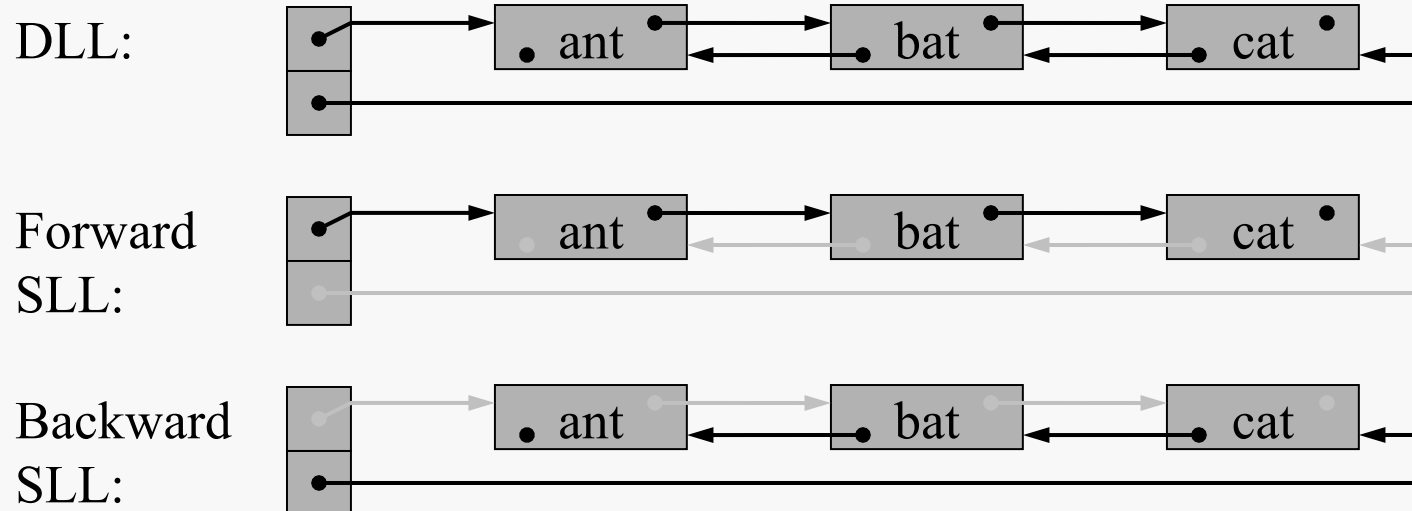 DLL: ant bat cat
Forward ant bat cat
SLL:
Backward ant bat cat
SLL: